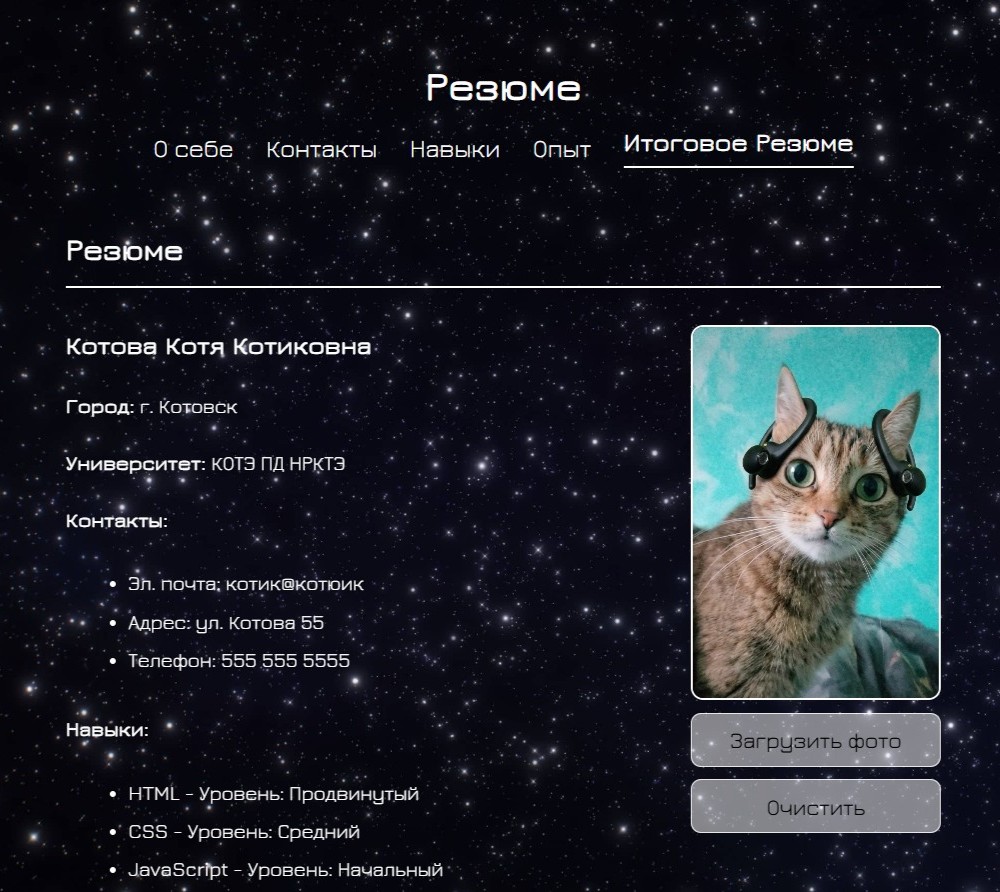 Резюме
О себе Контакты Навыки Опыт Итоговое Резюме
Резюме
Котова Котя Котиковна
Город: г. Котовск
Университет: КОТЭ ПД НРКТЭ
Контакты:
• Эл. почта: котик@котюик
• Адрес: ул. Котова 55
• Телефон: 555 555 5555
Навыки:
• HTML - Уровень: Продвинутый
• CSS - Уровень: Средний
• JavaScript - Уровень: Начальный
Загрузить фото
Очистить